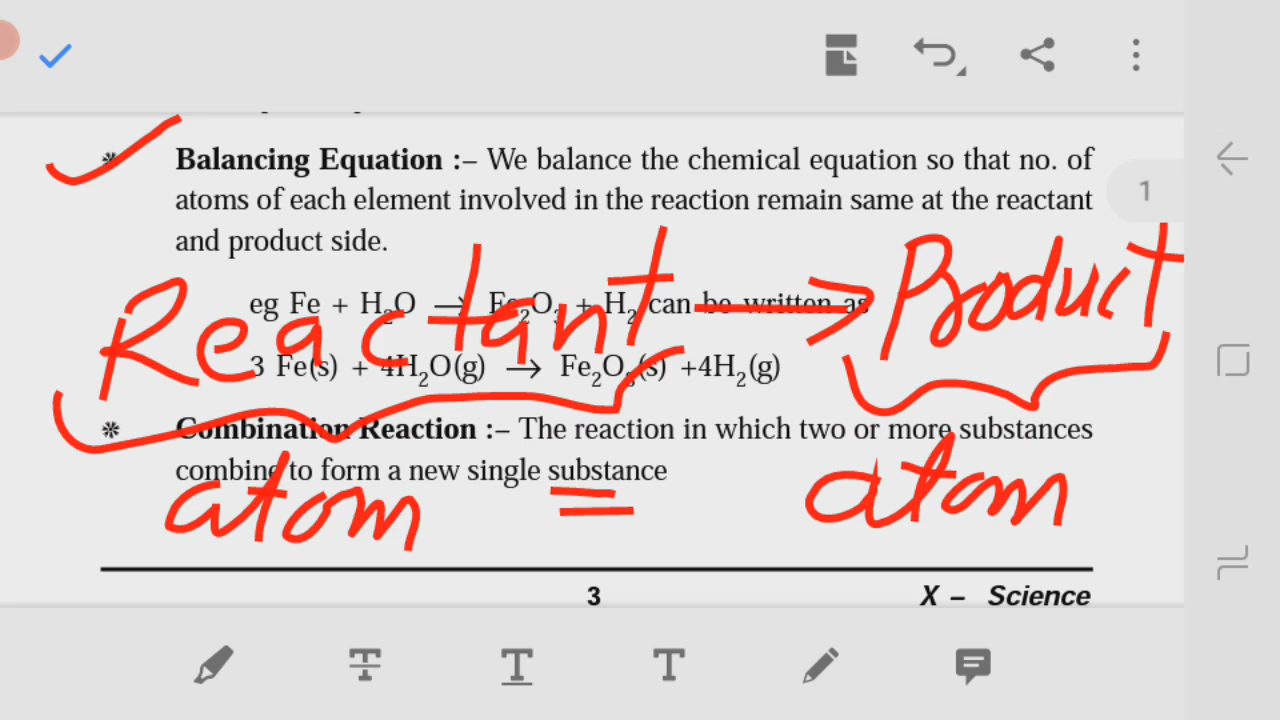 1
* Balancing Equation :– We balance the chemical equation so that no. of
atoms of each element involved in the reaction remain same at the reactant
and product side.
Reactant → Product
eg Fe + H₂O → Fe₂O₃ + H₂ can be written as
3 Fe(s) + 4H₂O(g) → Fe₂O₃(s) +4H₂(g)
* Combination Reaction :– The reaction in which two or more substances
combine to form a new single substance
atom = atom
3 X – Science
T T T